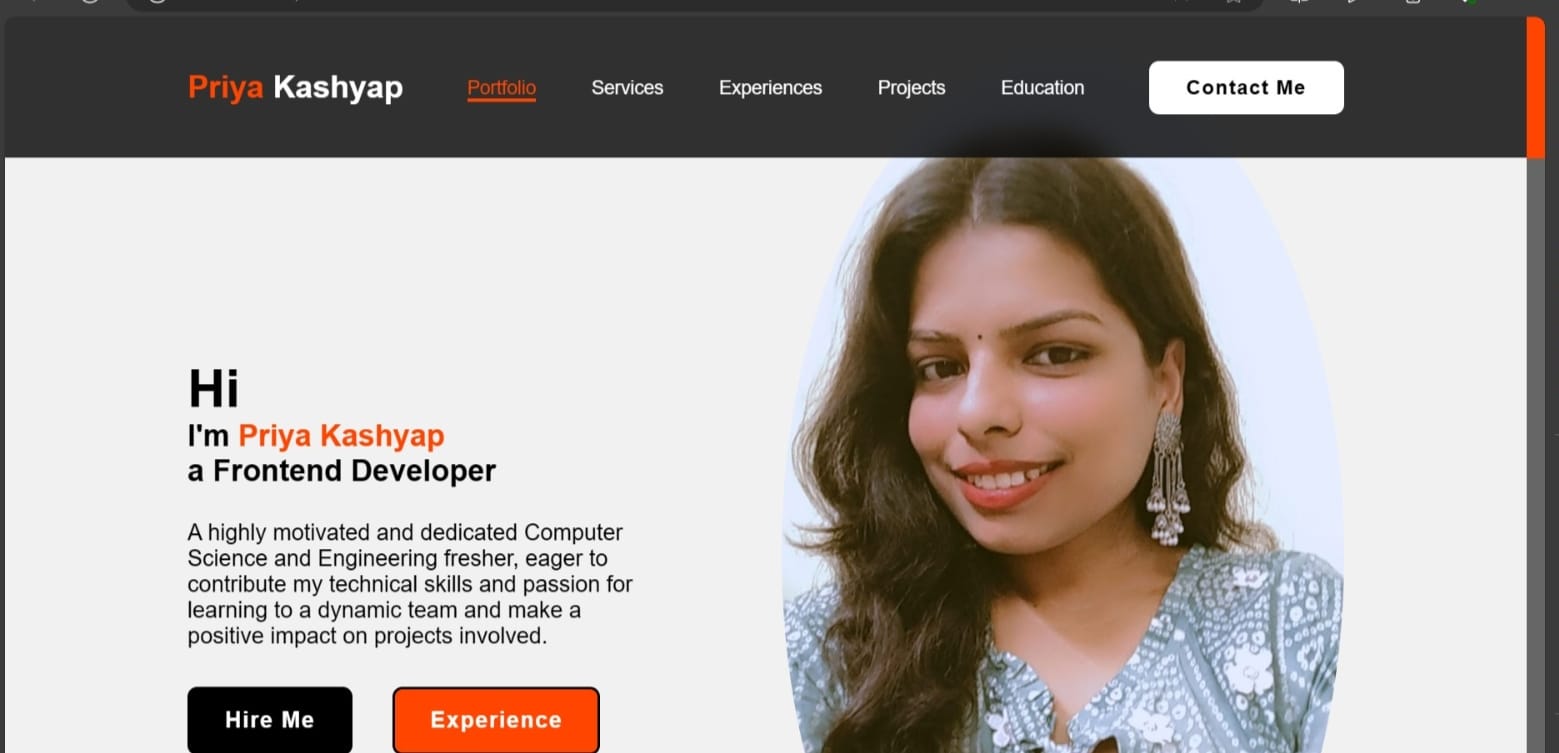 Priya Kashyap
Portfolio
Services
Experiences
Projects
Education
Contact Me
Hi
I'm Priya Kashyap
a Frontend Developer
A highly motivated and dedicated Computer
Science and Engineering fresher, eager to
contribute my technical skills and passion for
learning to a dynamic team and make a
positive impact on projects involved.
Hire Me
Experience